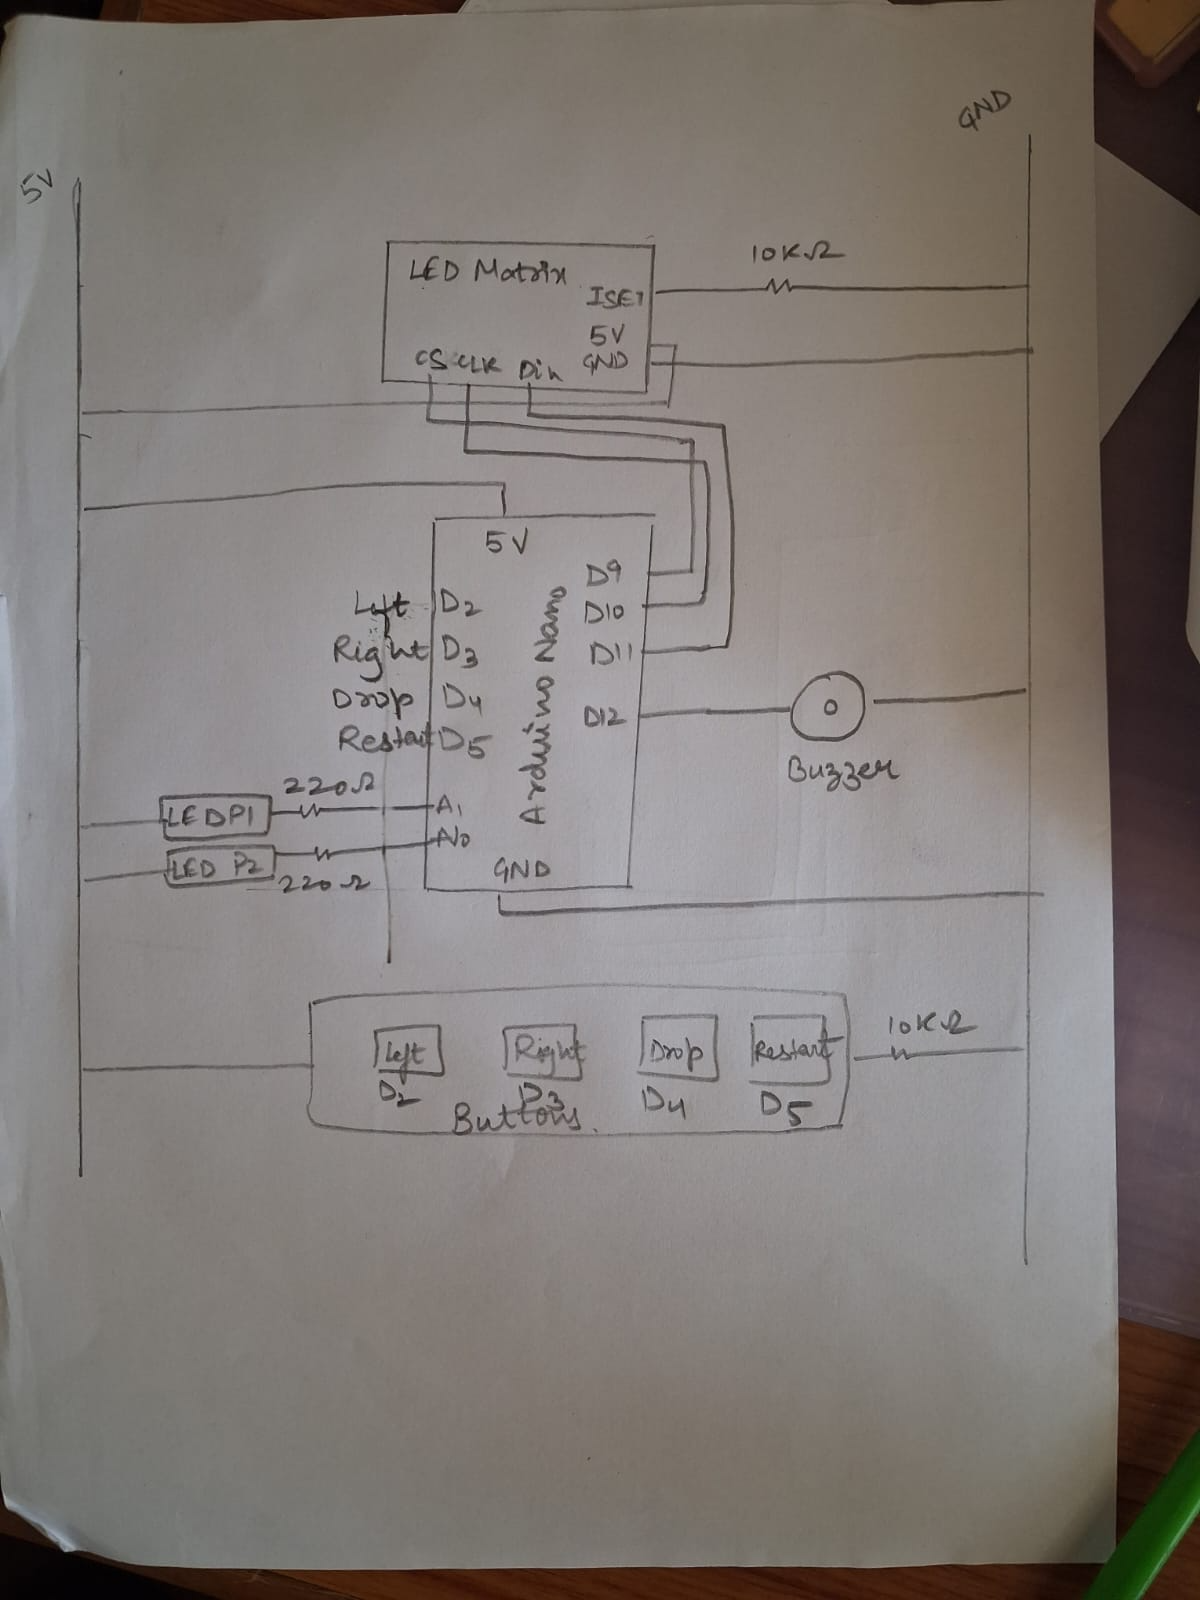 GND
5V
10KΩ
LED Matrix
ISET
5V
CS CLK Din GND
5V
D9
Left D2
D10
Right D3
D11
Drop D4
D12
Restart D5
Arduino Nano
Buzzer
220Ω
LED P1
A1
A0
LED P2
220Ω
GND
10KΩ
Left Right Drop Restart
D2 D3 D4 D5
Buttons.